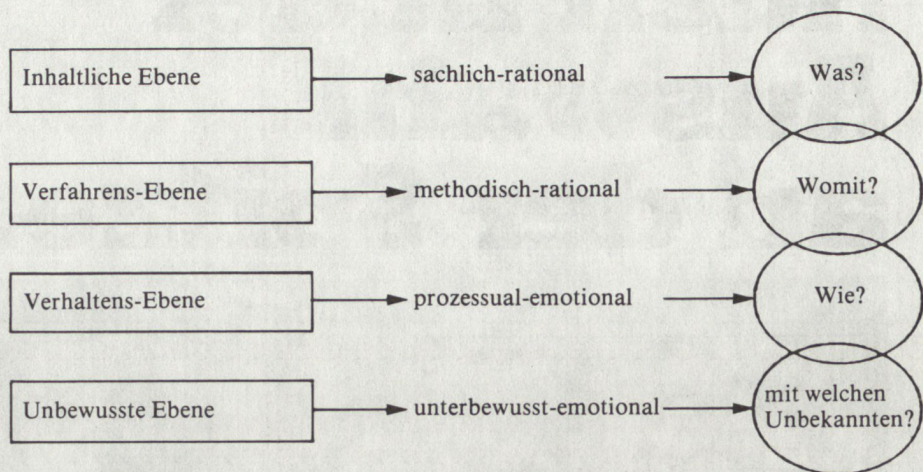 Inhaltliche Ebene sachlich-rational Was?
Verfahrens-Ebene methodisch-rational Womit?
Verhaltens-Ebene prozessual-emotional Wie?
Unbewusste Ebene unterbewusst-emotional mit welchen
Unbekannten?